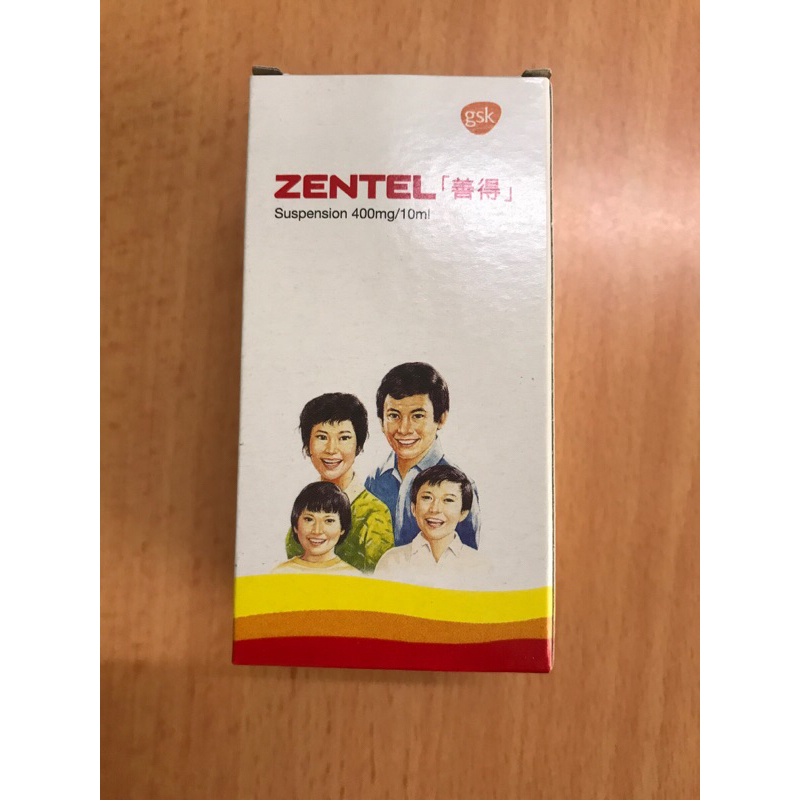 gsk
ZENTEL「善得」
Suspension 400mg/10ml